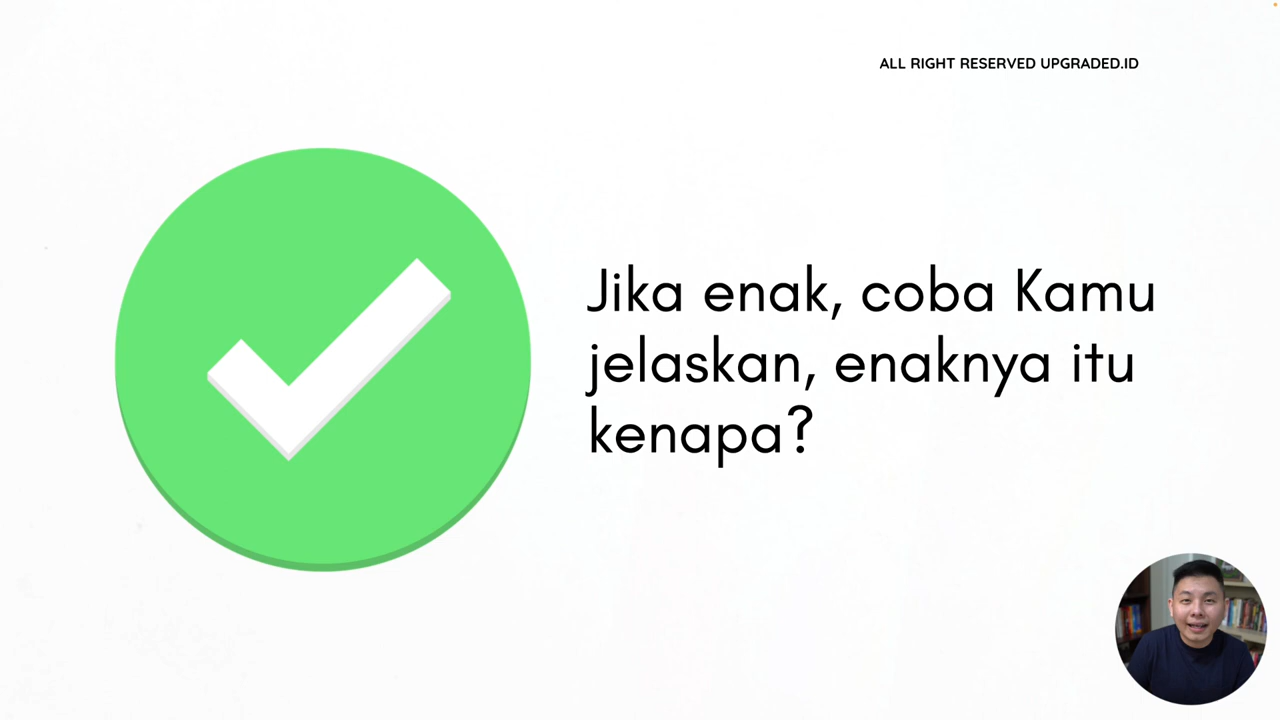 ALL RIGHT RESERVED UPGRADED.ID
Jika enak, coba Kamu
jelaskan, enaknya itu
kenapa?